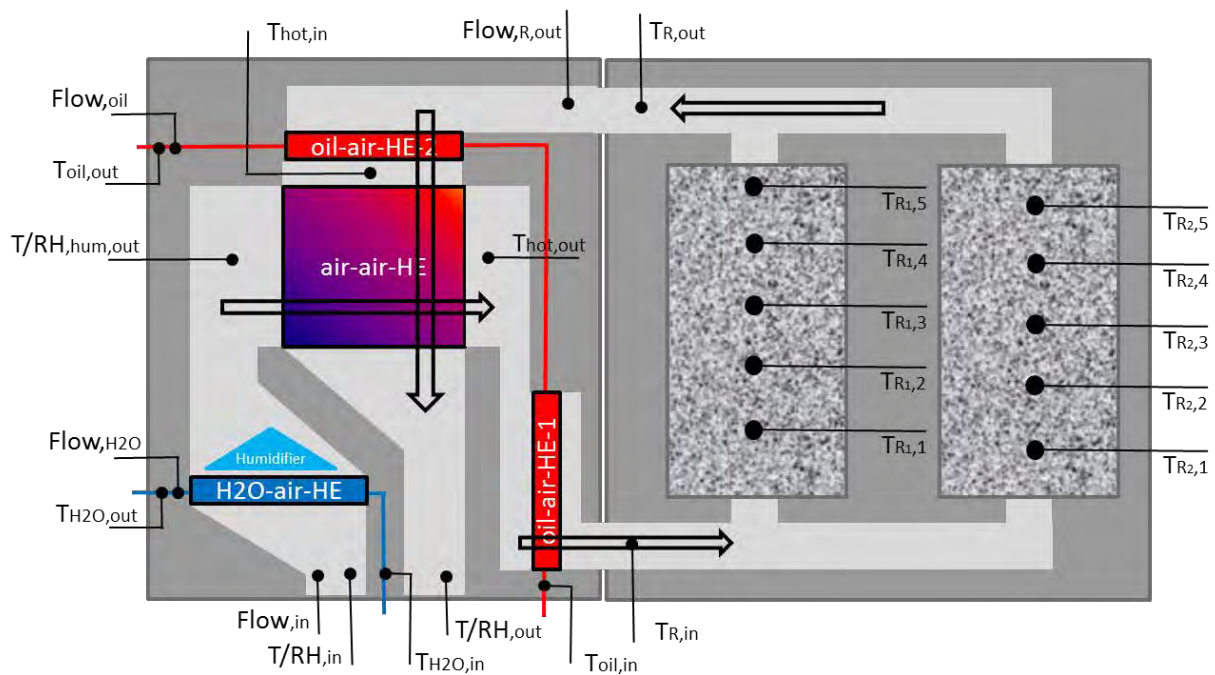 Flow,R,out
TR,out
Thot,in
Flow,oil
oil-air-HE-2
Toil,out
TR1,5
TR2,5
T/RH,hum,out
Thot,out
air-air-HE
TR1,4
TR2,4
TR1,3
TR2,3
TR1,2
TR2,2
Flow,H2O
Humidifier
TR1,1
TR2,1
H2O-air-HE
oil-air-HE-1
TH2O,out
Flow,in
T/RH,out
TR,in
T/RH,in
TH2O,in
Toil,in